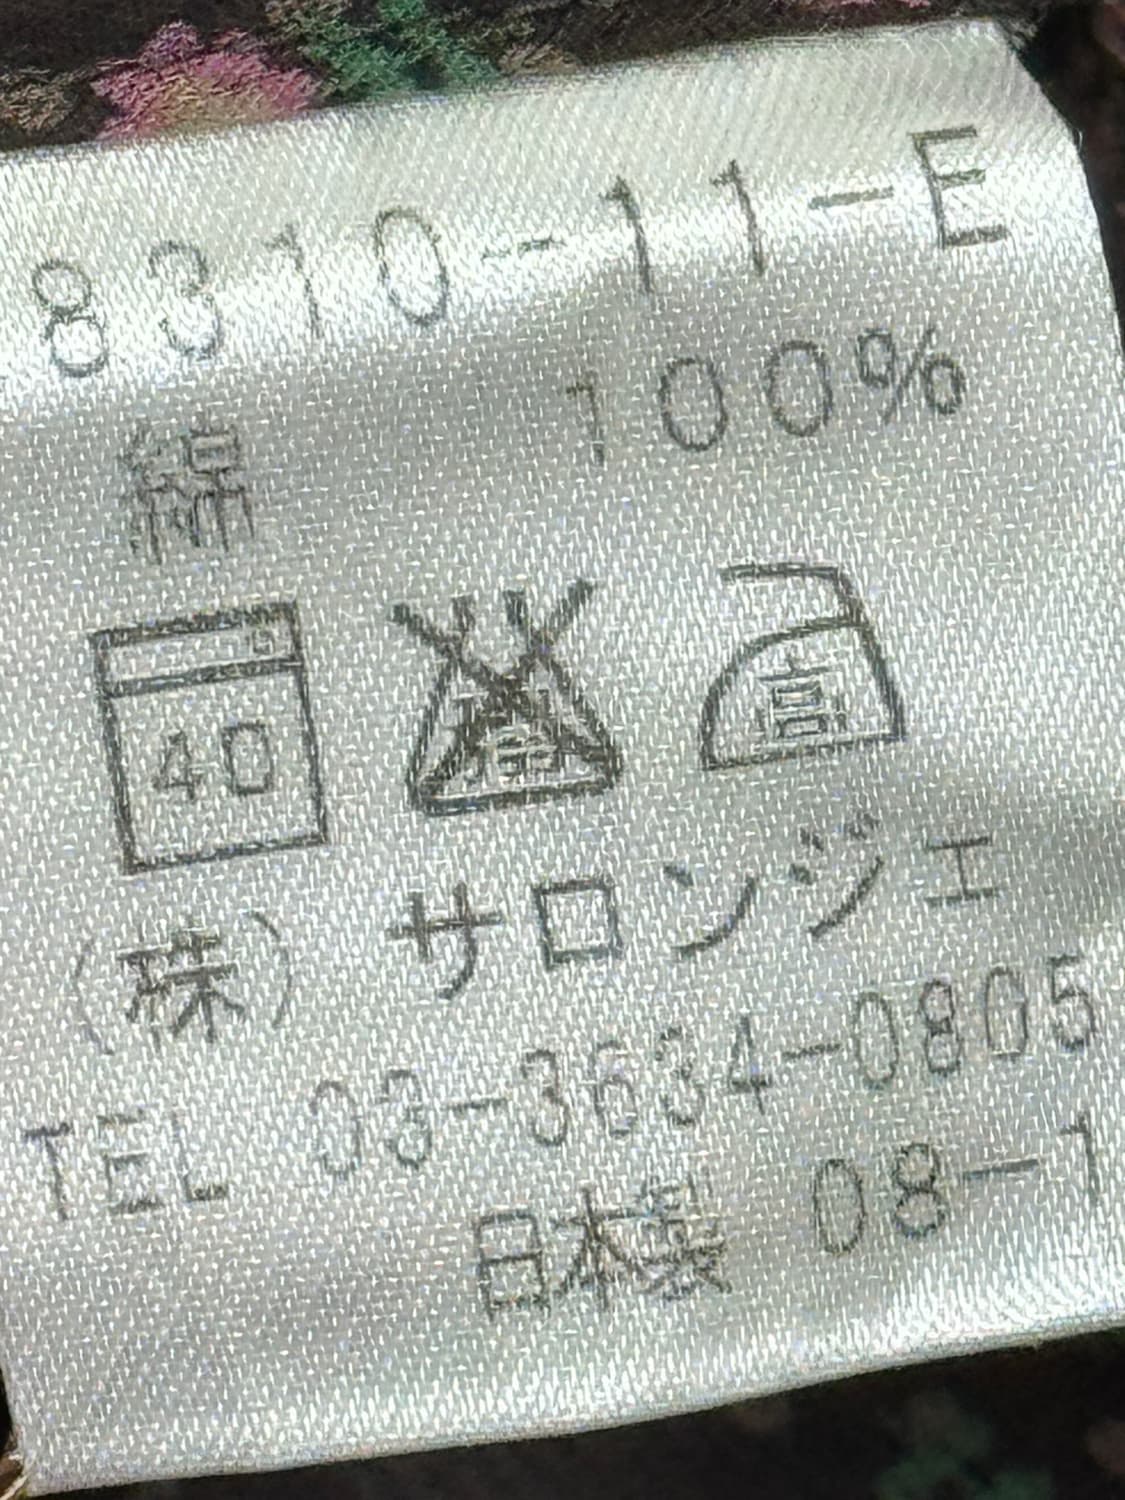 8310-11-E
綿 100%
40 高
(株) サロンジェ
TEL 03-3634-0805
日本製 08-1